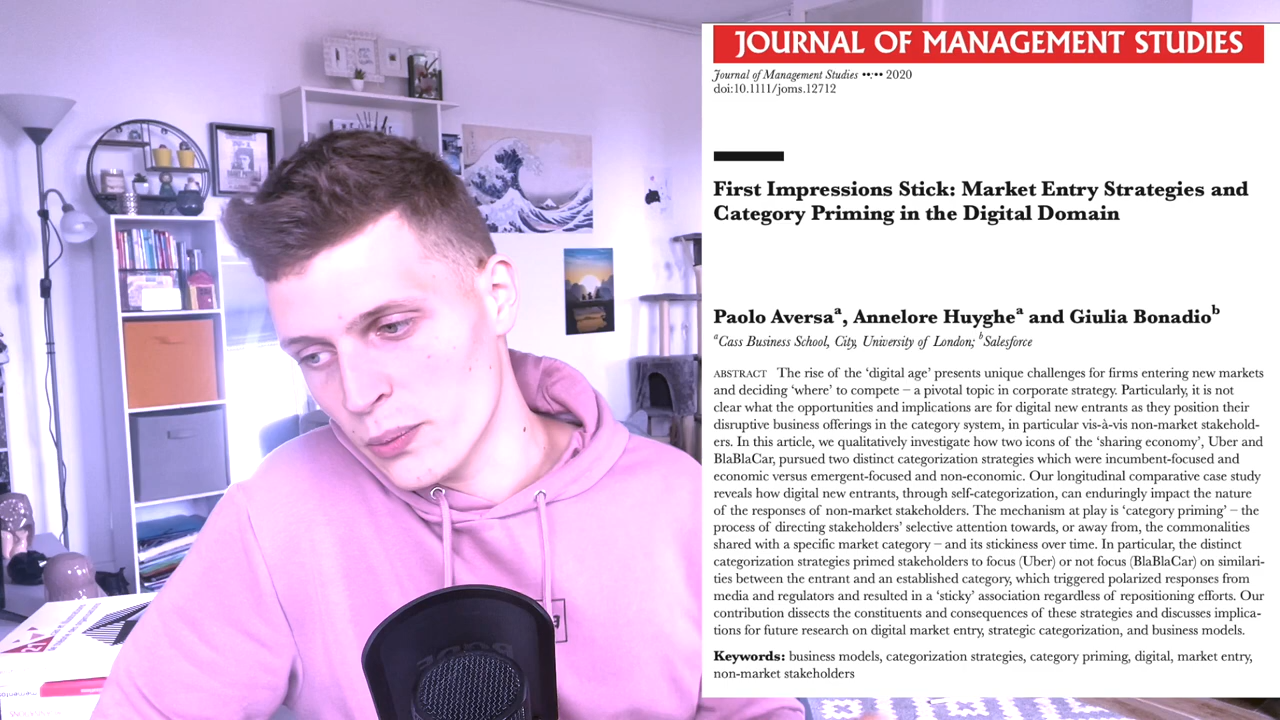 JOURNAL OF MANAGEMENT STUDIES
Journal of Management Studies ••:•• 2020
doi:10.1111/joms.12712
First Impressions Stick: Market Entry Strategies and
Category Priming in the Digital Domain
Paolo Aversaa, Annelore Huyghea and Giulia Bonadiob
aCass Business School, City, University of London; bSalesforce
ABSTRACT The rise of the ‘digital age’ presents unique challenges for firms entering new markets
and deciding ‘where’ to compete – a pivotal topic in corporate strategy. Particularly, it is not
clear what the opportunities and implications are for digital new entrants as they position their
disruptive business offerings in the category system, in particular vis-à-vis non-market stakehold-
ers. In this article, we qualitatively investigate how two icons of the ‘sharing economy’, Uber and
BlaBlaCar, pursued two distinct categorization strategies which were incumbent-focused and
economic versus emergent-focused and non-economic. Our longitudinal comparative case study
reveals how digital new entrants, through self-categorization, can enduringly impact the nature
of the responses of non-market stakeholders. The mechanism at play is ‘category priming’ – the
process of directing stakeholders’ selective attention towards, or away from, the commonalities
shared with a specific market category – and its stickiness over time. In particular, the distinct
categorization strategies primed stakeholders to focus (Uber) or not focus (BlaBlaCar) on similari-
ties between the entrant and an established category, which triggered polarized responses from
media and regulators and resulted in a ‘sticky’ association regardless of repositioning efforts. Our
contribution dissects the constituents and consequences of these strategies and discusses implica-
tions for future research on digital market entry, strategic categorization, and business models.
Keywords: business models, categorization strategies, category priming, digital, market entry,
non-market stakeholders